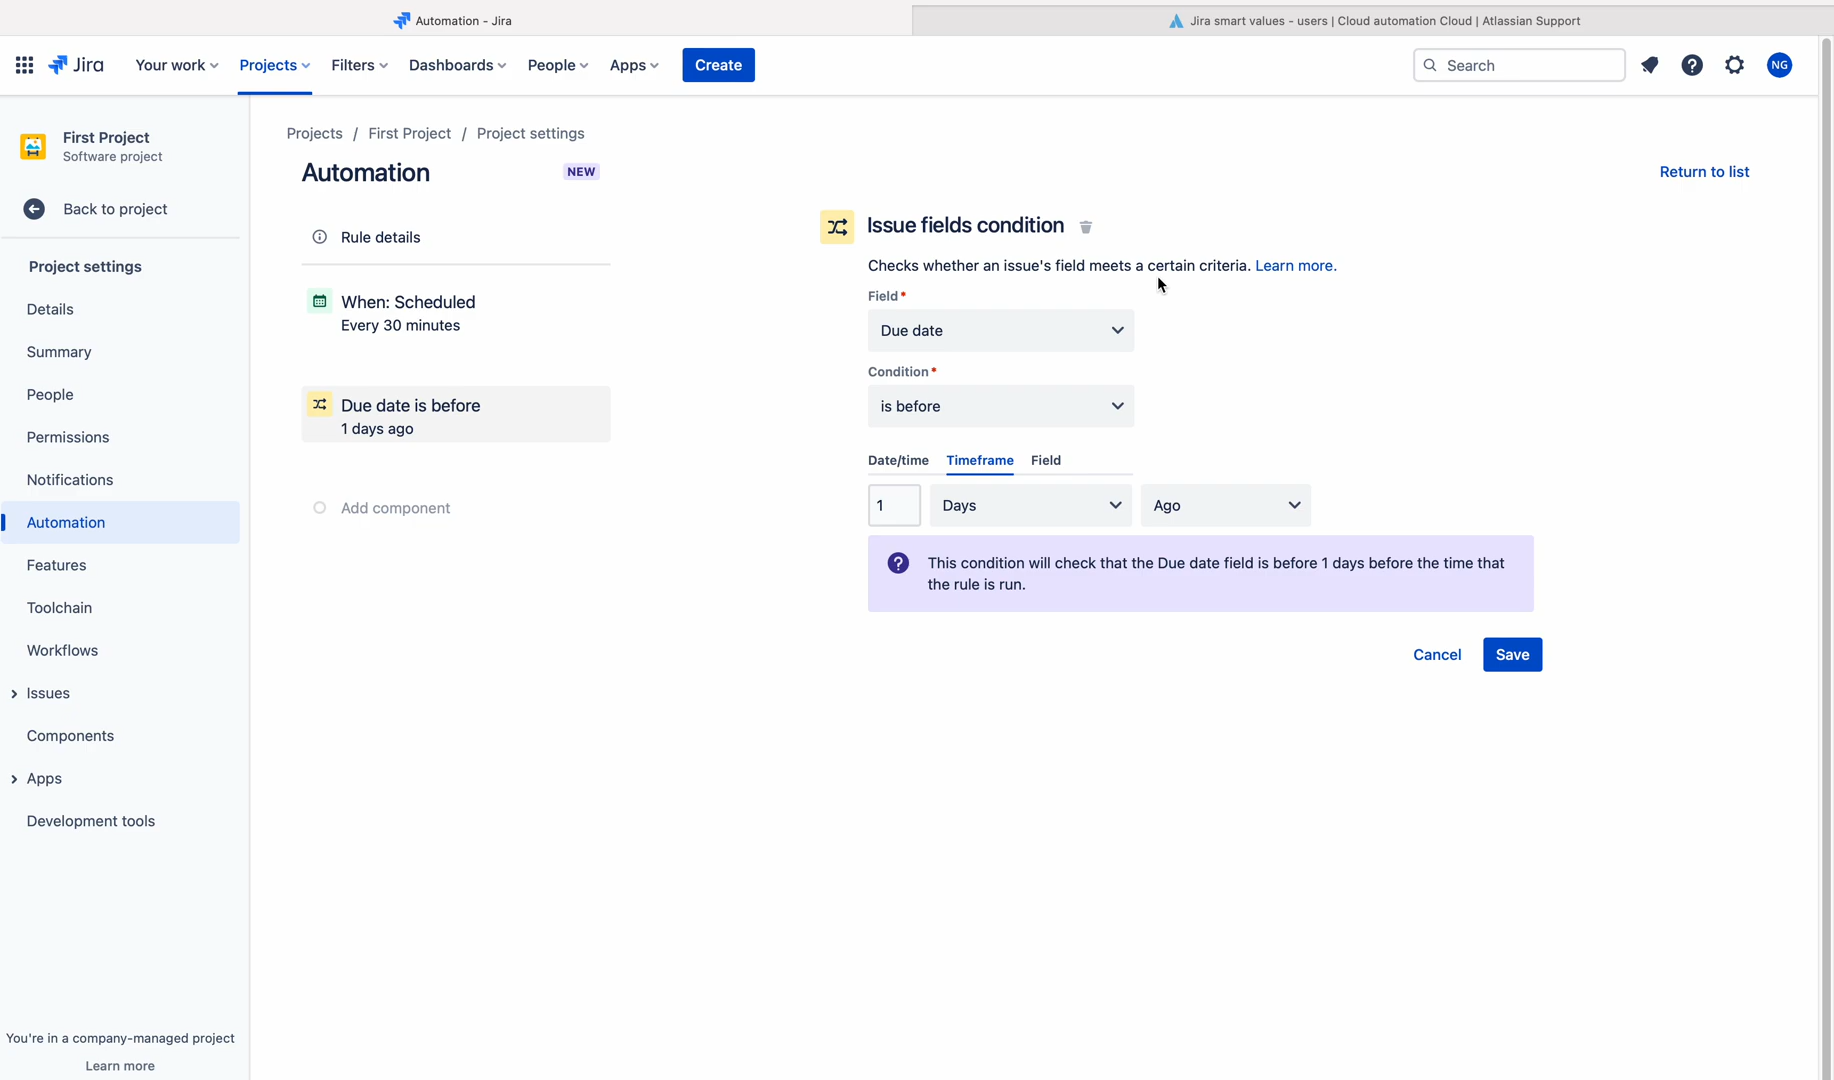 Automation - Jira
Jira smart values - users | Cloud automation Cloud | Atlassian Support
Jira
Your work
Projects
Filters
Dashboards
People
Apps
Create
Search
NG
First Project
Software project
Back to project
Project settings
Details
Summary
People
Permissions
Notifications
Automation
Features
Toolchain
Workflows
Issues
Components
Apps
Development tools
You're in a company-managed project
Learn more
Projects / First Project / Project settings
Automation
NEW
Return to list
Rule details
When: Scheduled
Every 30 minutes
Due date is before
1 days ago
Add component
Issue fields condition
Checks whether an issue's field meets a certain criteria. Learn more.
Field*
Due date
Condition*
is before
Date/time Timeframe Field
1 Days Ago
This condition will check that the Due date field is before 1 days before the time that
the rule is run.
Cancel Save